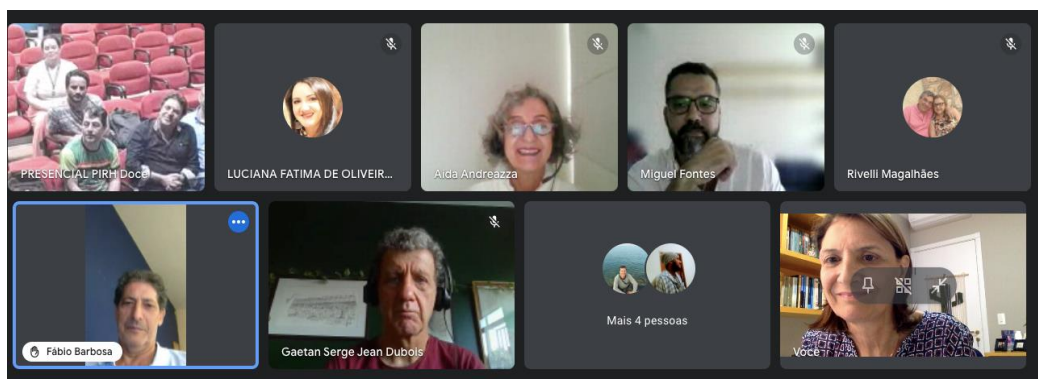 PRESENCIAL PIRH Doce
LUCIANA FATIMA DE OLIVEIR...
Aida Andreazza
Miguel Fontes
Rivelli Magalhães
Fábio Barbosa
Gaetan Serge Jean Dubois
Mais 4 pessoas
Você